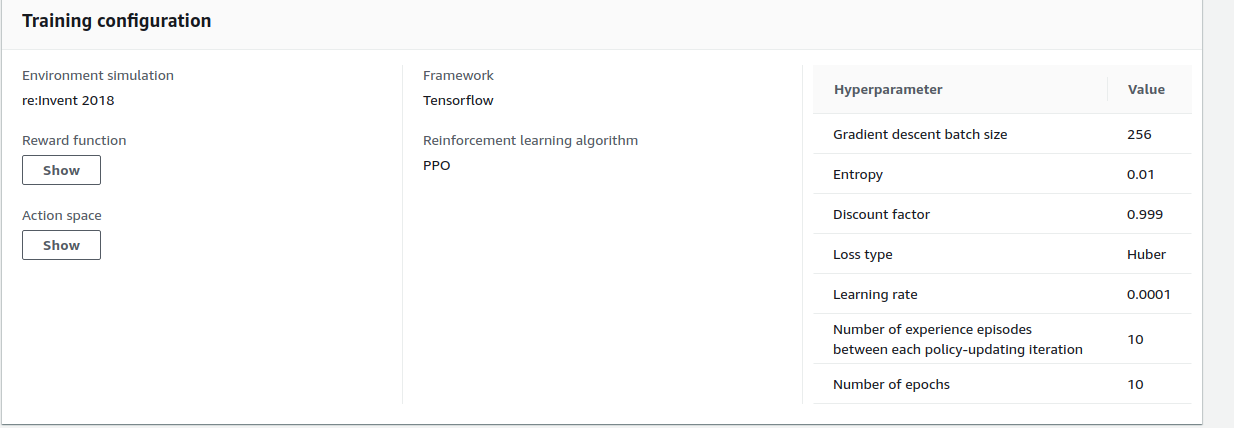 Training configuration
Environment simulation
re:Invent 2018
Reward function
Show
Action space
Show
Framework
Tensorflow
Reinforcement learning algorithm
PPO
Hyperparameter Value
Gradient descent batch size 256
Entropy 0.01
Discount factor 0.999
Loss type Huber
Learning rate 0.0001
Number of experience episodes
between each policy-updating iteration 10
Number of epochs 10